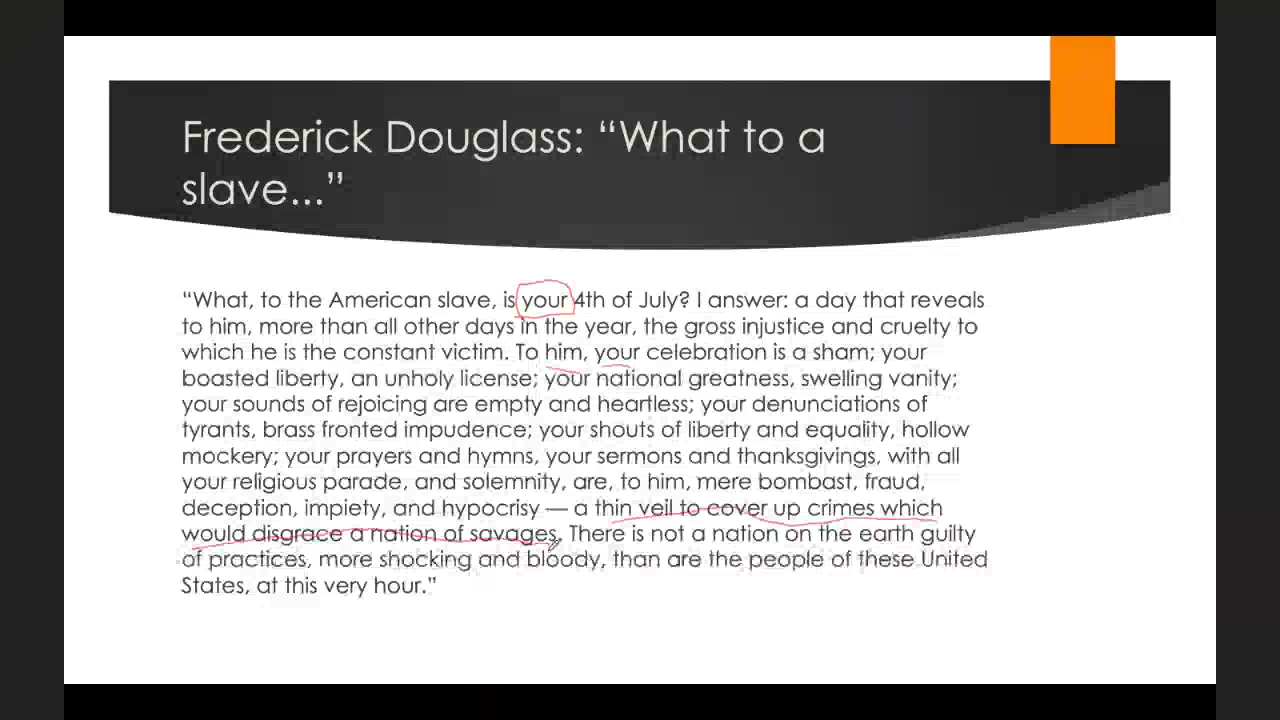 Frederick Douglass: “What to a
slave...”
“What, to the American slave, is your 4th of July? I answer: a day that reveals
to him, more than all other days in the year, the gross injustice and cruelty to
which he is the constant victim. To him, your celebration is a sham; your
boasted liberty, an unholy license; your national greatness, swelling vanity;
your sounds of rejoicing are empty and heartless; your denunciations of
tyrants, brass fronted impudence; your shouts of liberty and equality, hollow
mockery; your prayers and hymns, your sermons and thanksgivings, with all
your religious parade, and solemnity, are, to him, mere bombast, fraud,
deception, impiety, and hypocrisy — a thin veil to cover up crimes which
would disgrace a nation of savages. There is not a nation on the earth guilty
of practices, more shocking and bloody, than are the people of these United
States, at this very hour.”